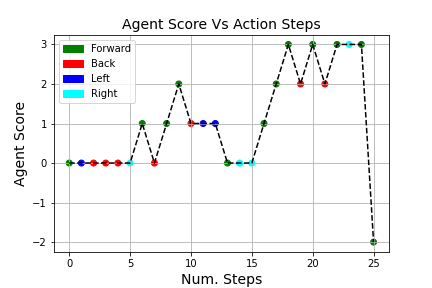 Agent Score Vs Action Steps
Forward
Back
Left
Right
Agent Score
3
2
1
0
−1
−2
0 5 10 15 20 25
Num. Steps